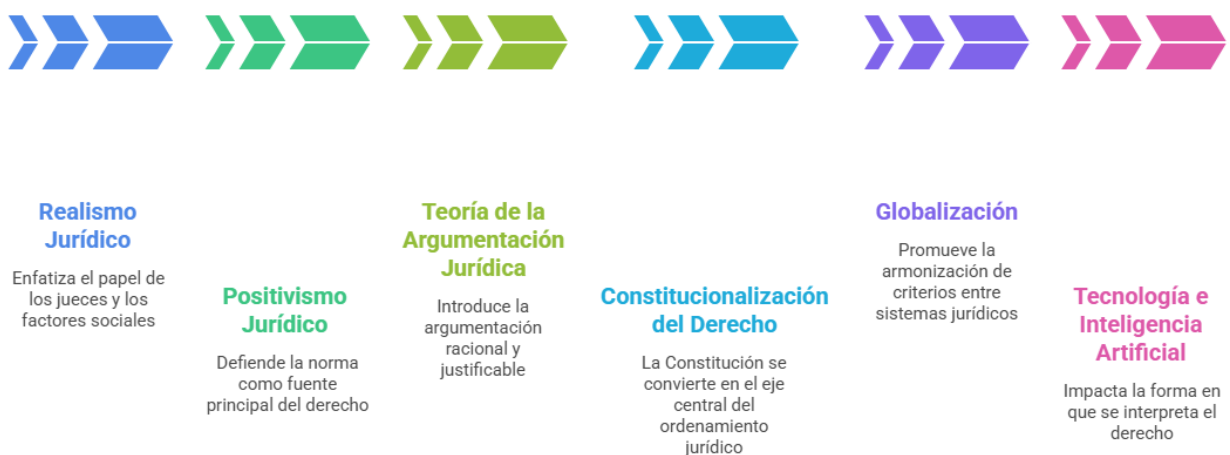 Realismo
Jurídico
Enfatiza el papel de
los jueces y los
factores sociales
Positivismo
Jurídico
Defiende la norma
como fuente
principal del derecho
Teoría de la
Argumentación
Jurídica
Introduce la
argumentación
racional y
justificable
Constitucionalización
del Derecho
La Constitución se
convierte en el eje
central del
ordenamiento
jurídico
Globalización
Promueve la
armonización de
criterios entre
sistemas jurídicos
Tecnología e
Inteligencia
Artificial
Impacta la forma en
que se interpreta el
derecho